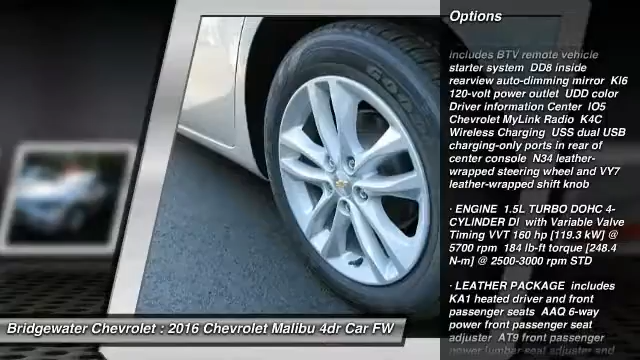 Options
includes BTV remote vehicle
starter system DD8 inside
rearview auto-dimming mirror KI6
120-volt power outlet UDD color
Driver information Center IO5
Chevrolet MyLink Radio K4C
Wireless Charging USS dual USB
charging-only ports in rear of
center console N34 leather-
wrapped steering wheel and VY7
leather-wrapped shift knob
· ENGINE 1.5L TURBO DOHC 4-
CYLINDER DI with Variable Valve
Timing VVT 160 hp [119.3 kW] @
5700 rpm 184 lb-ft torque [248.4
N-m] @ 2500-3000 rpm STD
· LEATHER PACKAGE includes
KA1 heated driver and front
passenger seats AAQ 6-way
power front passenger seat
adjuster AT9 front passenger
power lumbar seat adjuster and
Bridgewater Chevrolet : 2016 Chevrolet Malibu 4dr Car FW